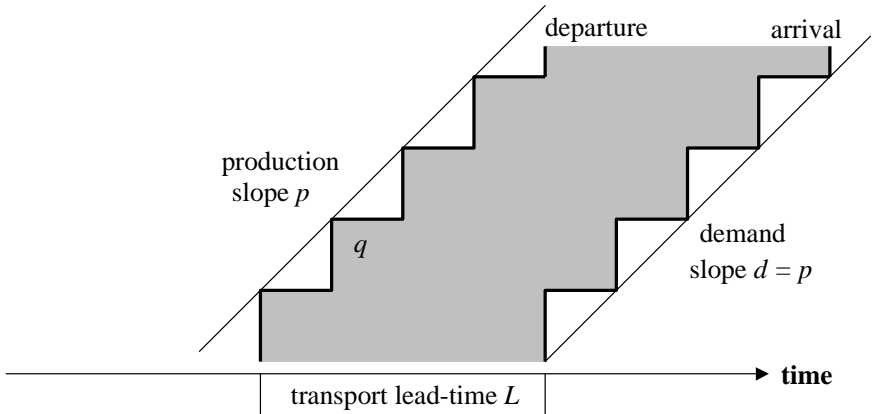 departure
arrival
production
slope p
q
demand
slope d = p
time
transport lead-time L